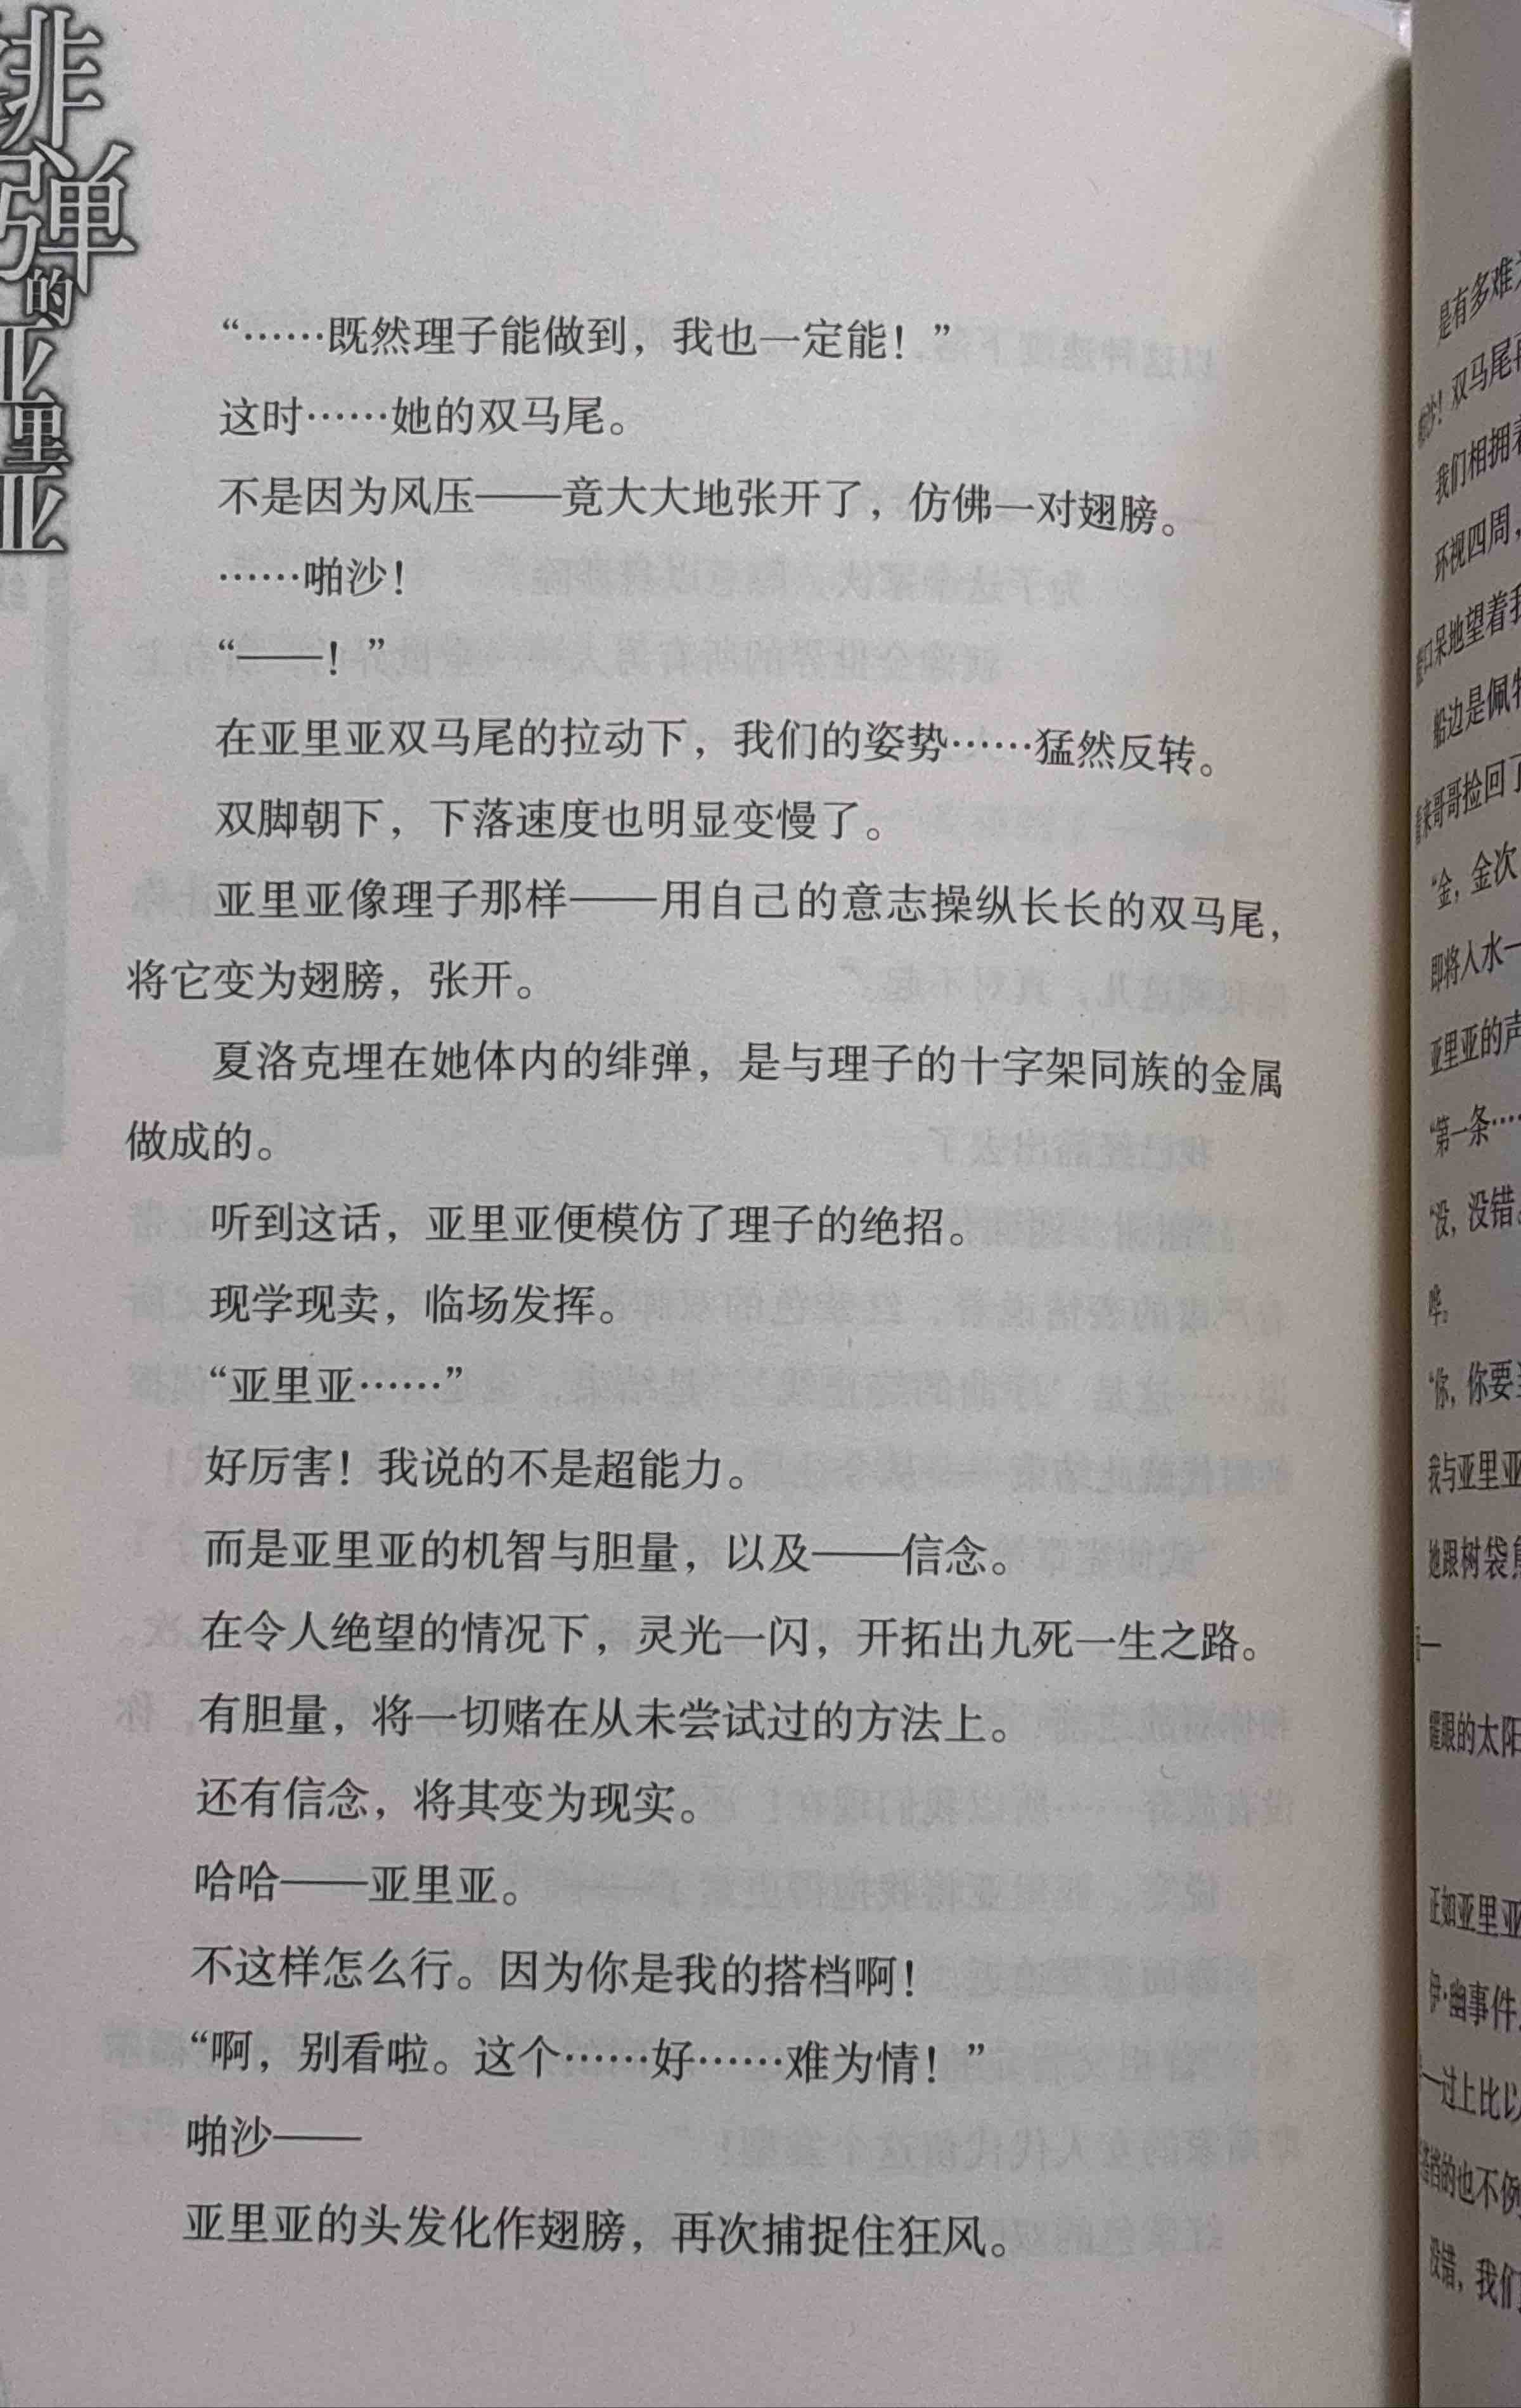 绯弹的亚里亚
“……既然理子能做到，我也一定能！”
这时……她的双马尾。
不是因为风压——竟大大地张开了，仿佛一对翅膀。
……啪沙！
“——！”
在亚里亚双马尾的拉动下，我们的姿势……猛然反转。
双脚朝下，下落速度也明显变慢了。
亚里亚像理子那样——用自己的意志操纵长长的双马尾，
将它变为翅膀，张开。
夏洛克埋在她体内的绯弹，是与理子的十字架同族的金属
做成的。
听到这话，亚里亚便模仿了理子的绝招。
现学现卖，临场发挥。
“亚里亚……”
好厉害！我说的不是超能力。
而是亚里亚的机智与胆量，以及——信念。
在令人绝望的情况下，灵光一闪，开拓出九死一生之路。
有胆量，将一切赌在从未尝试过的方法上。
还有信念，将其变为现实。
哈哈——亚里亚。
不这样怎么行。因为你是我的搭档啊！
“啊，别看啦。这个……好……难为情！”
啪沙——
亚里亚的头发化作翅膀，再次捕捉住狂风。
是有多难
双马尾
我们相拥
环视四周，
口呆地望着我
船边是佩
哥哥捡回了
“金，金次
即将入水一
亚里亚的声
“第一条……
“没，没错。
哗。
“你，你要
我与亚里亚
她跟树袋
耀眼的太阳
正如亚里亚
伊·幽事件
一过上比以
的也不例
没错，我们